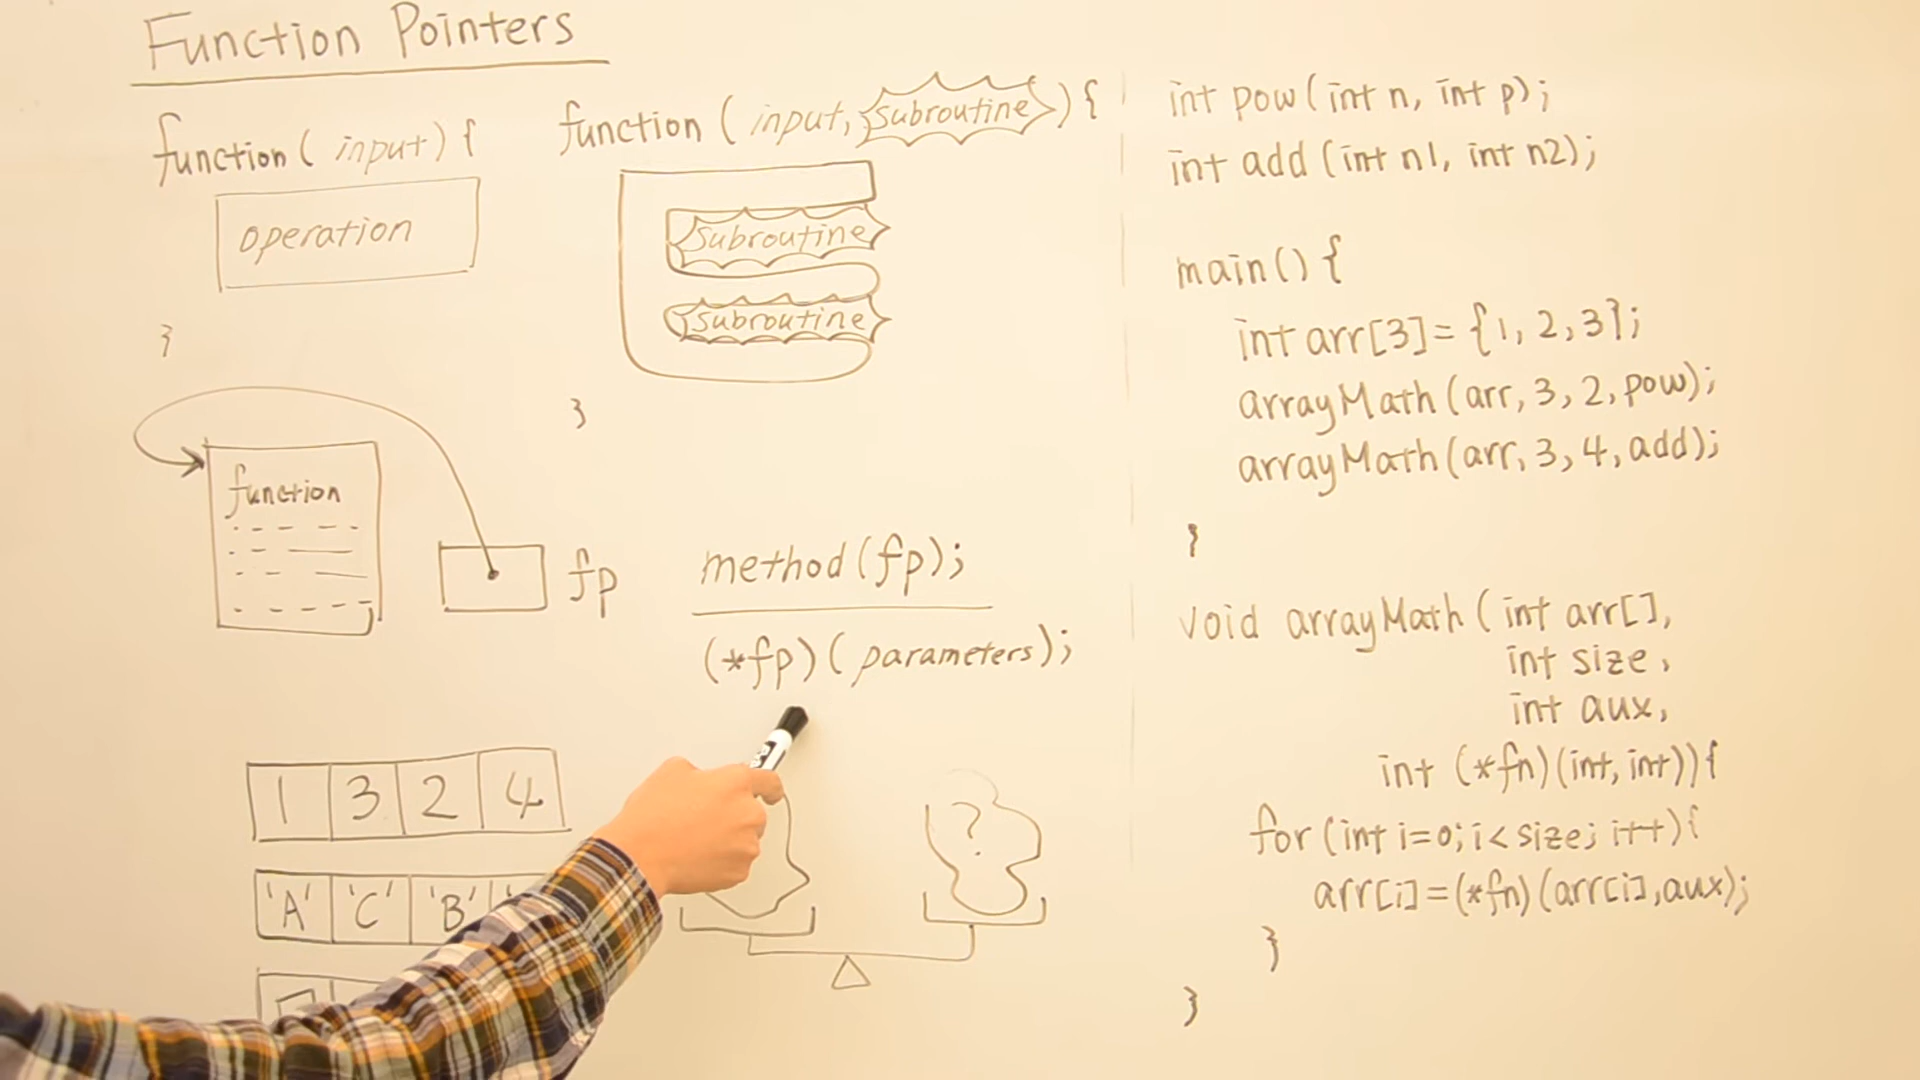 Function Pointers
function( input) {
operation
}
function ( input, subroutine ) {
subroutine
subroutine
}
function
fp
method(fp);
(*fp)( parameters);
1 3 2 4
'A' 'C' 'B'
?
int pow(int n, int p);
int add (int n1, int n2);
main() {
int arr[3]= {1, 2, 3};
arrayMath (arr, 3, 2, pow);
arrayMath (arr, 3, 4, add);
}
void arrayMath ( int arr[],
int size,
int aux,
int (*fn)(int, int)){
for (int i=0; i< size; i++){
arr[i]=(*fn)(arr[i],aux);
}
}